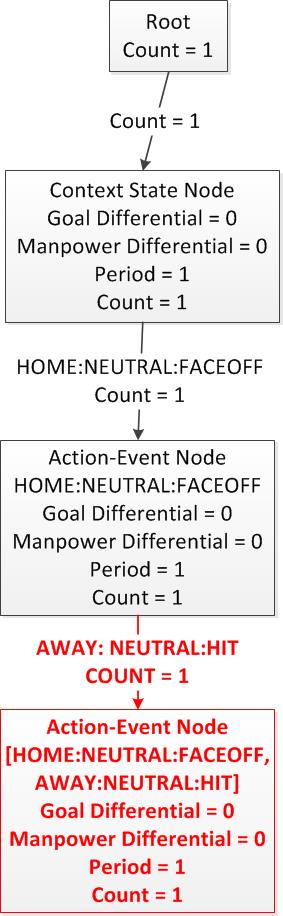 Root
Count = 1
Count = 1
Context State Node
Goal Differential = 0
Manpower Differential = 0
Period = 1
Count = 1
HOME:NEUTRAL:FACEOFF
Count = 1
Action-Event Node
HOME:NEUTRAL:FACEOFF
Goal Differential = 0
Manpower Differential = 0
Period = 1
Count = 1
AWAY: NEUTRAL:HIT
COUNT = 1
Action-Event Node
[HOME:NEUTRAL:FACEOFF,
AWAY:NEUTRAL:HIT]
Goal Differential = 0
Manpower Differential = 0
Period = 1
Count = 1